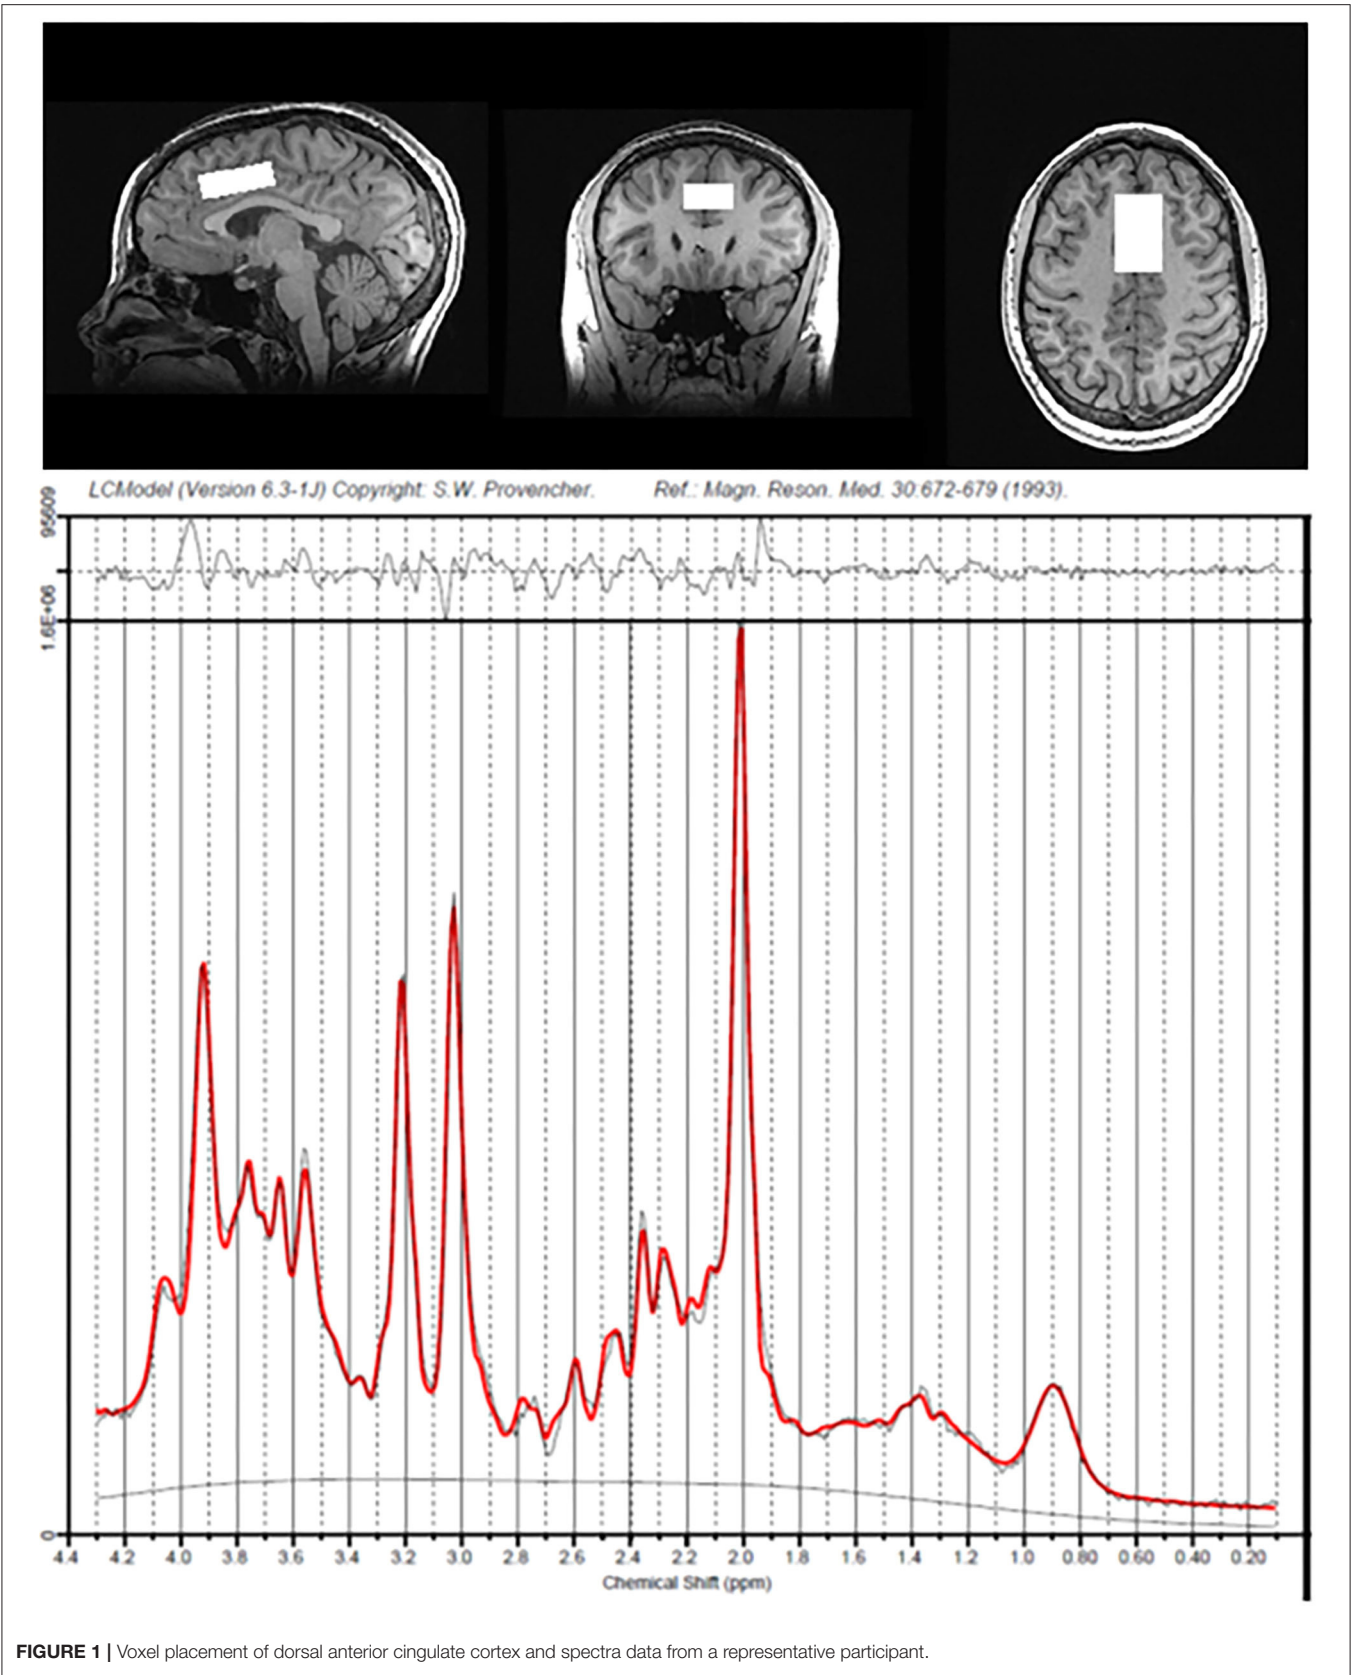 LCModel (Version 6.3-1J) Copyright: S.W. Provencher. Ref.: Magn. Reson. Med. 30:672-679 (1993).
95609
1.6E+06
0
4.4 4.2 4.0 3.8 3.6 3.4 3.2 3.0 2.8 2.6 2.4 2.2 2.0 1.8 1.6 1.4 1.2 1.0 0.80 0.60 0.40 0.20
Chemical Shift (ppm)
FIGURE 1 | Voxel placement of dorsal anterior cingulate cortex and spectra data from a representative participant.